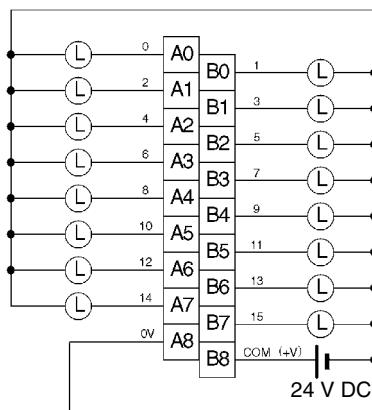 0 L A0
B0 1 L
2 L A1
B1 3 L
4 L A2
B2 5 L
6 L A3
B3 7 L
8 L A4
B4 9 L
10 L A5
B5 11 L
12 L A6
B6 13 L
14 L A7
B7 15 L
0V A8
B8 COM (+V)
24 V DC